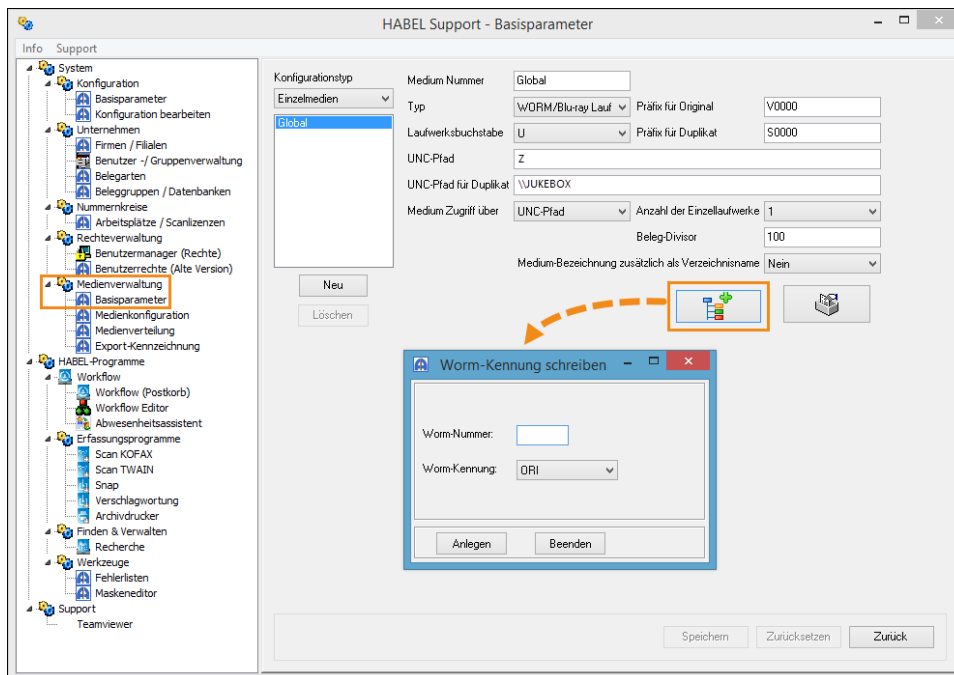 HABEL Support - Basisparameter
Info Support
System
Konfiguration
Basisparameter
Konfiguration bearbeiten
Unternehmen
Firmen / Filialen
Benutzer -/ Gruppenverwaltung
Belegarten
Beleggruppen / Datenbanken
Nummernkreise
Arbeitsplätze / Scanlizenzen
Rechteverwaltung
Benutzermanager (Rechte)
Benutzerrechte (Alte Version)
Medienverwaltung
Basisparameter
Medienkonfiguration
Medienverteilung
Export-Kennzeichnung
HABEL-Programme
Workflow
Workflow (Postkorb)
Workflow Editor
Abwesenheitsassistent
Erfassungsprogramme
Scan KOFAX
Scan TWAIN
Snap
Verschlagwortung
Archivdrucker
Finden & Verwalten
Recherche
Werkzeuge
Fehlerlisten
Maskeneditor
Support
Teamviewer
Konfigurationstyp
Einzelmedien
Global
Neu
Löschen
Medium Nummer Global
Typ WORM/Blu-ray Lauf Präfix für Original V0000
Laufwerksbuchstabe U Präfix für Duplikat S0000
UNC-Pfad Z
UNC-Pfad für Duplikat \\JUKEBOX
Medium Zugriff über UNC-Pfad Anzahl der Einzellaufwerke 1
Beleg-Divisor 100
Medium-Bezeichnung zusätzlich als Verzeichnisname Nein
Worm-Kennung schreiben
Worm-Nummer:
Worm-Kennung: ORI
Anlegen Beenden
Speichern Zurücksetzen Zurück